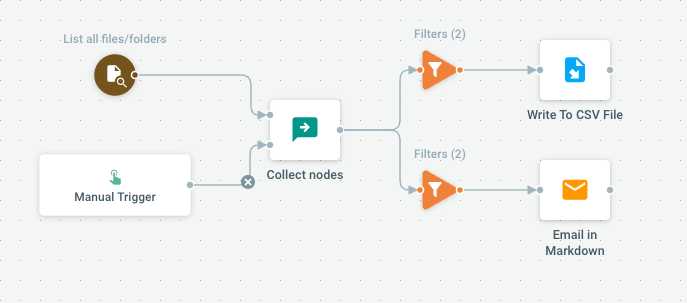 List all files/folders
Manual Trigger
Collect nodes
Filters (2)
Write To CSV File
Filters (2)
Email in
Markdown